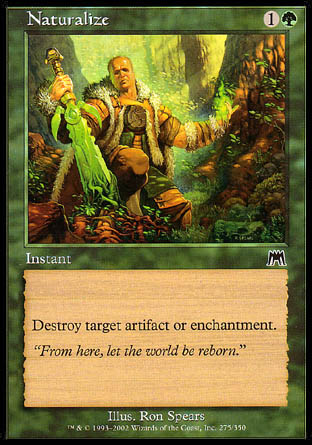 Naturalize 1
Instant
Destroy target artifact or enchantment.
"From here, let the world be reborn."
Illus. Ron Spears
™ & © 1993-2002 Wizards of the Coast, Inc. 275/350